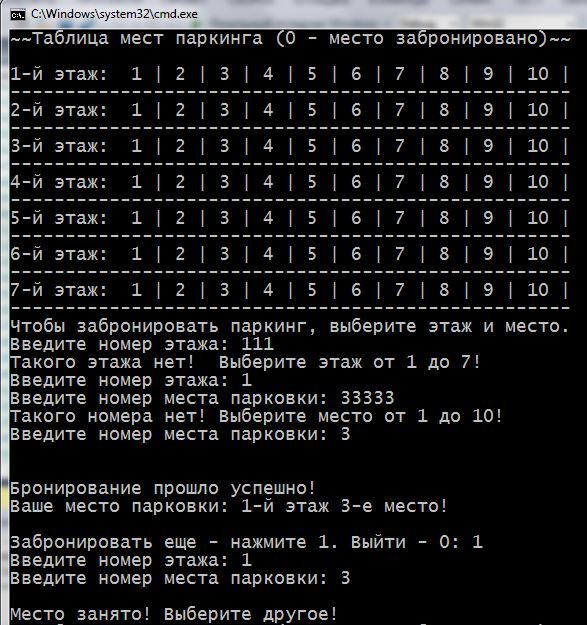 C:\Windows\system32\cmd.exe
~~Таблица мест паркинга (0 - место забронировано)~~
1-й этаж:  1 | 2 | 3 | 4 | 5 | 6 | 7 | 8 | 9 | 10 |
---------------------------------------------------
2-й этаж:  1 | 2 | 3 | 4 | 5 | 6 | 7 | 8 | 9 | 10 |
---------------------------------------------------
3-й этаж:  1 | 2 | 3 | 4 | 5 | 6 | 7 | 8 | 9 | 10 |
---------------------------------------------------
4-й этаж:  1 | 2 | 3 | 4 | 5 | 6 | 7 | 8 | 9 | 10 |
---------------------------------------------------
5-й этаж:  1 | 2 | 3 | 4 | 5 | 6 | 7 | 8 | 9 | 10 |
---------------------------------------------------
6-й этаж:  1 | 2 | 3 | 4 | 5 | 6 | 7 | 8 | 9 | 10 |
---------------------------------------------------
7-й этаж:  1 | 2 | 3 | 4 | 5 | 6 | 7 | 8 | 9 | 10 |
---------------------------------------------------
Чтобы забронировать паркинг, выберите этаж и место.
Введите номер этажа: 111
Такого этажа нет!  Выберите этаж от 1 до 7!
Введите номер этажа: 1
Введите номер места парковки: 33333
Такого номера нет! Выберите место от 1 до 10!
Введите номер места парковки: 3
Бронирование прошло успешно!
Ваше место парковки: 1-й этаж 3-е место!
Забронировать еще - нажмите 1. Выйти - 0: 1
Введите номер этажа: 1
Введите номер места парковки: 3
Место занято! Выберите другое!